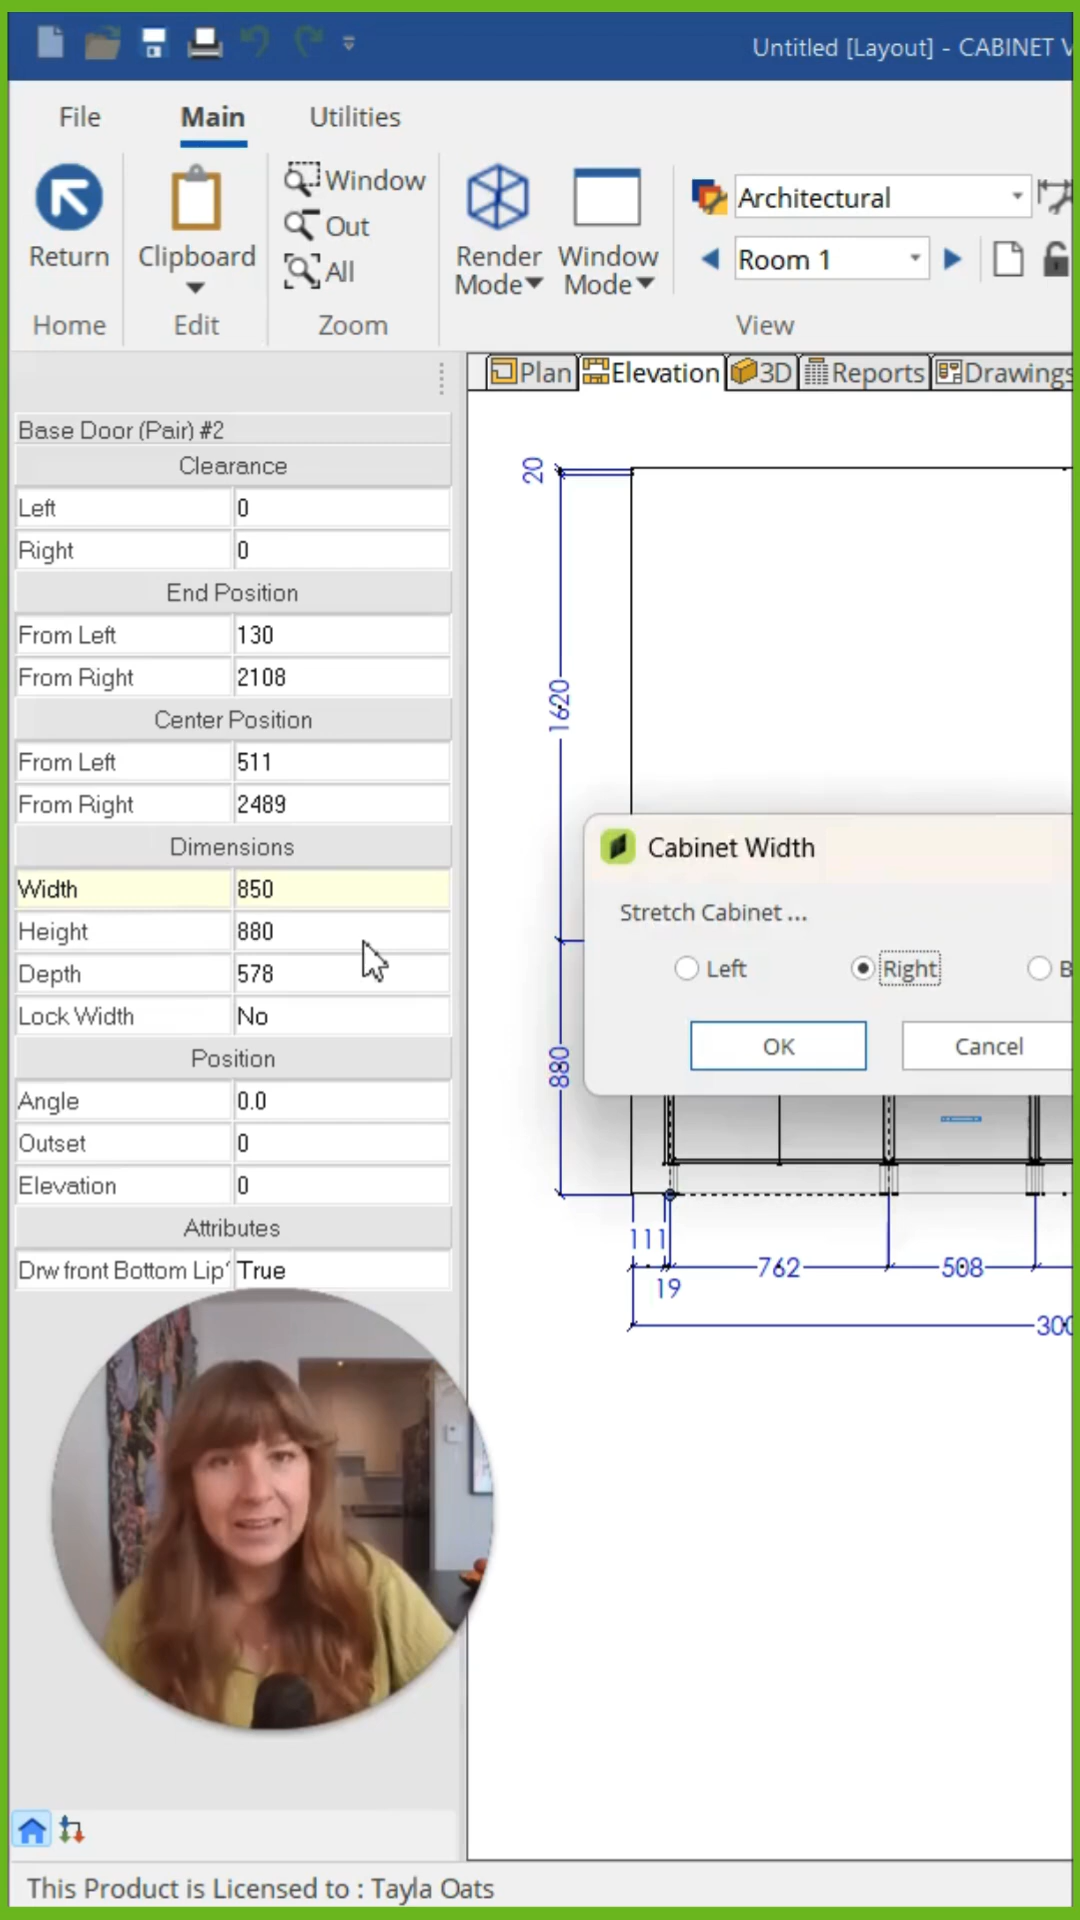 Untitled [Layout] - CABINET V
File
Main
Utilities
Return
Clipboard
Window
Out
All
Render
Mode
Window
Mode
Architectural
Room 1
Home
Edit
Zoom
View
Plan
Elevation
3D
Reports
Drawings
Base Door (Pair) #2
Clearance
Left 0
Right 0
End Position
From Left 130
From Right 2108
Center Position
From Left 511
From Right 2489
Dimensions
Width 850
Height 880
Depth 578
Lock Width No
Position
Angle 0.0
Outset 0
Elevation 0
Attributes
Drw front Bottom Lip True
20
1620
880
Cabinet Width
Stretch Cabinet ...
Left
Right
B
OK
Cancel
111
19
762
508
300
This Product is Licensed to : Tayla Oats